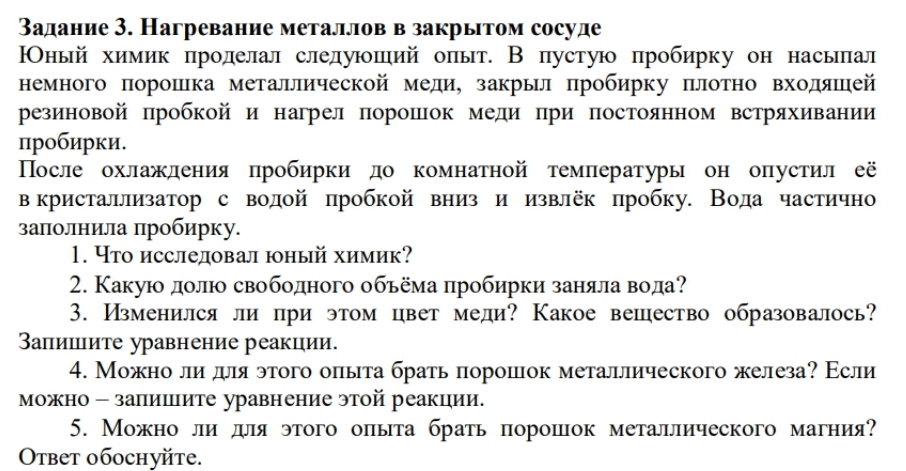 Задание 3. Нагревание металлов в закрытом сосуде
Юный химик проделал следующий опыт. В пустую пробирку он насыпал
немного порошка металлической меди, закрыл пробирку плотно входящей
резиновой пробкой и нагрел порошок меди при постоянном встряхивании
пробирки.
После охлаждения пробирки до комнатной температуры он опустил её
в кристаллизатор с водой пробкой вниз и извлёк пробку. Вода частично
заполнила пробирку.
1. Что исследовал юный химик?
2. Какую долю свободного объёма пробирки заняла вода?
3. Изменился ли при этом цвет меди? Какое вещество образовалось?
Запишите уравнение реакции.
4. Можно ли для этого опыта брать порошок металлического железа? Если
можно – запишите уравнение этой реакции.
5. Можно ли для этого опыта брать порошок металлического магния?
Ответ обоснуйте.